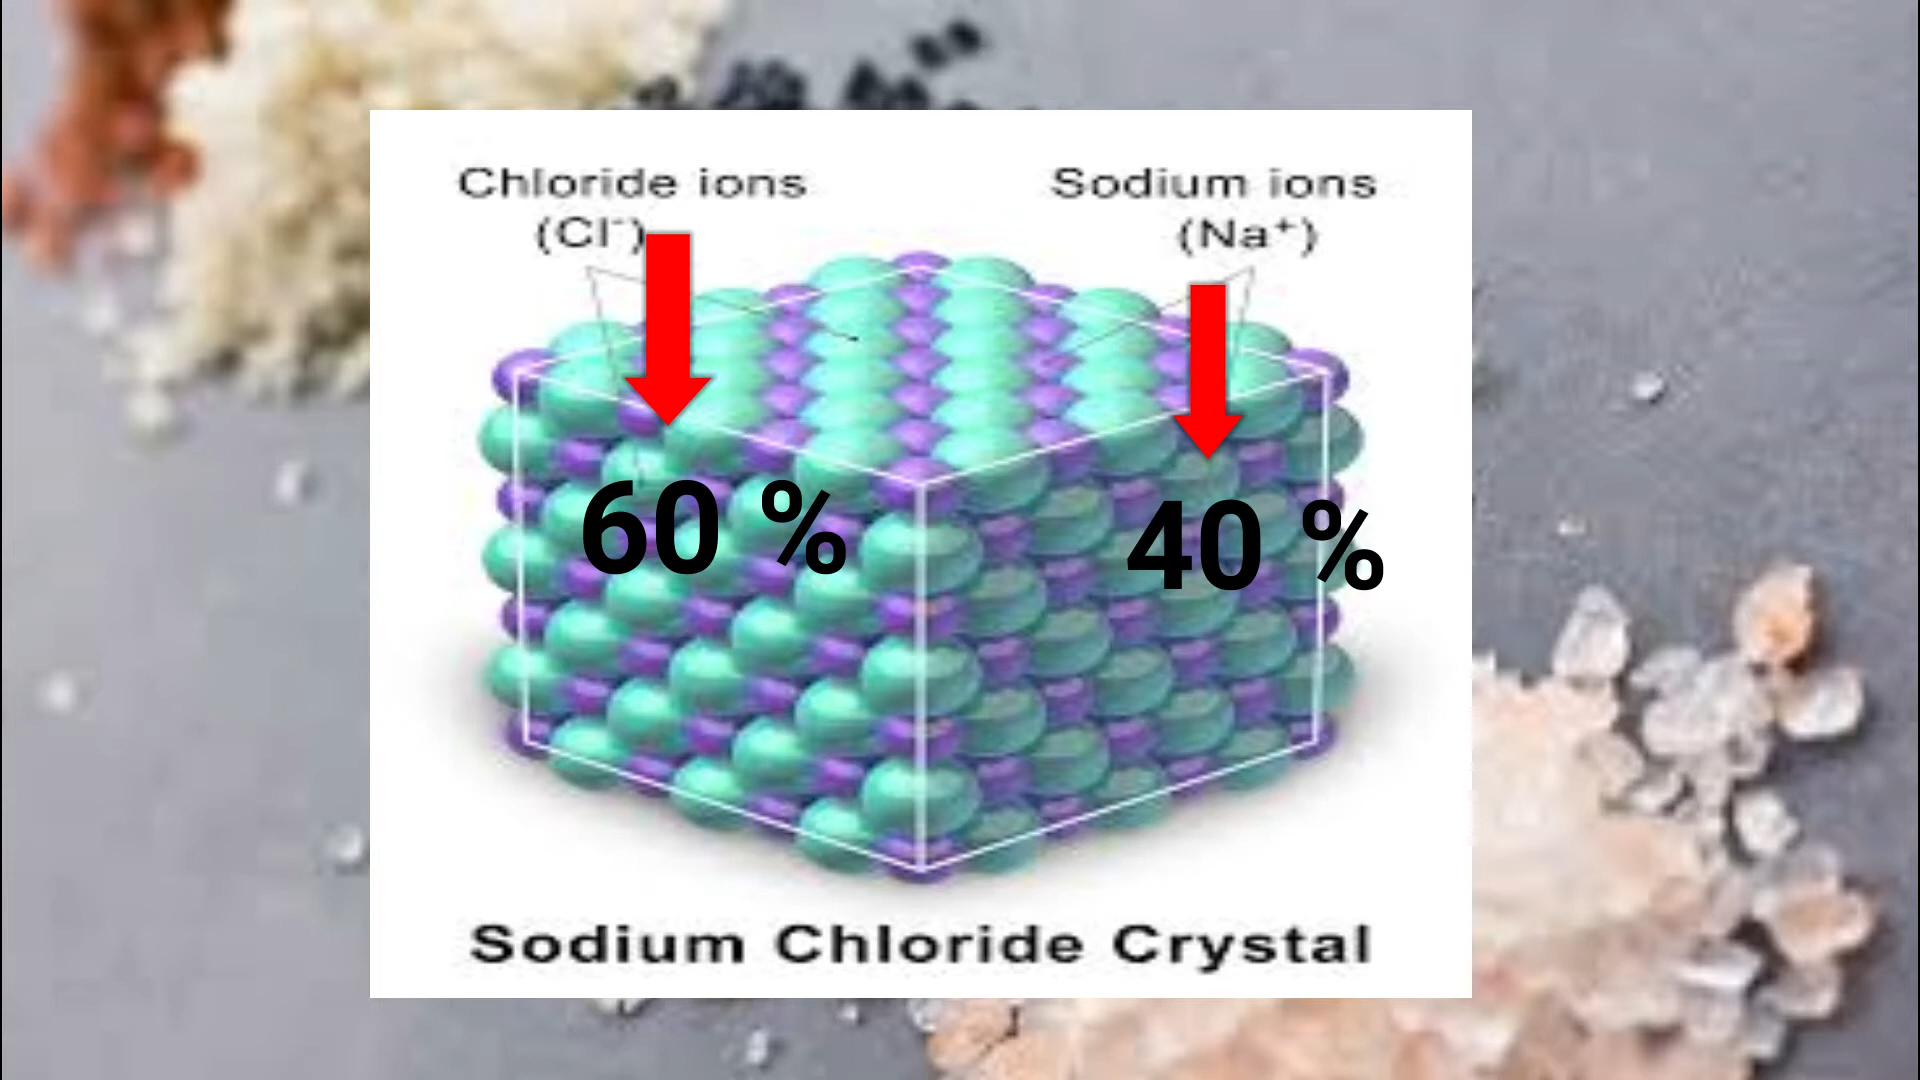 Chloride ions
(Cl⁻)
Sodium ions
(Na⁺)
60 %
40 %
Sodium Chloride Crystal